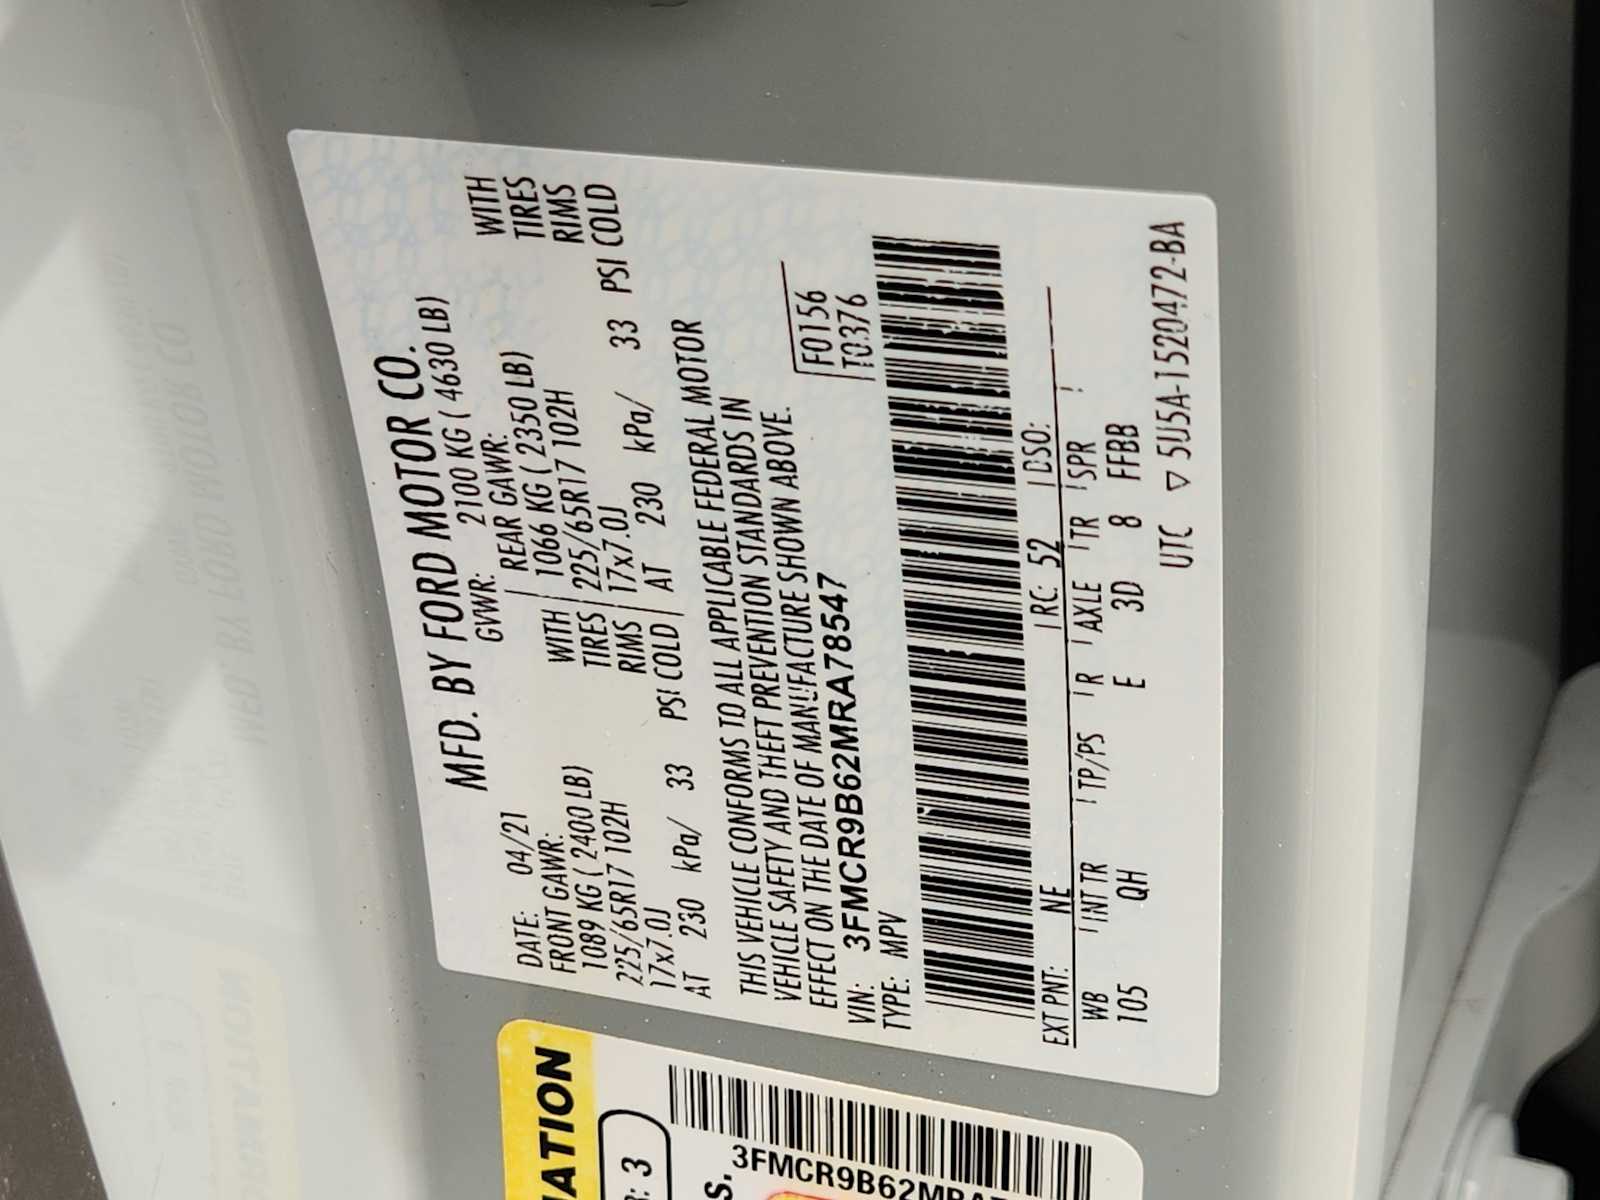 MFD. BY FORD MOTOR CO.
DATE: 04/21 GVWR: 2100 KG ( 4630 LB)
FRONT GAWR: REAR GAWR:
1089 KG ( 2400 LB) WITH 1066 KG ( 2350 LB) WITH
225/65R17 102H TIRES 225/65R17 102H TIRES
17x7.0J RIMS 17x7.0J RIMS
AT 230 kPa/ 33 PSI COLD AT 230 kPa/ 33 PSI COLD
THIS VEHICLE CONFORMS TO ALL APPLICABLE FEDERAL MOTOR
VEHICLE SAFETY AND THEFT PREVENTION STANDARDS IN
EFFECT ON THE DATE OF MANUFACTURE SHOWN ABOVE.
VIN: 3FMCR9B62MRA78547 F0156
TYPE: MPV T0376
EXT PNT: NE RC: 52 DSO:
WB INT TR TP/PS R AXLE TR SPR
105 QH E 3D 8 FFBB
UTC ▽ 5U5A-1520472-BA
3
S.
3FMCR9B62MRA